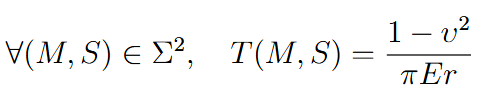 ∀(M, S) ∈ Σ², T(M, S) = (1 − υ²) / (πEr)